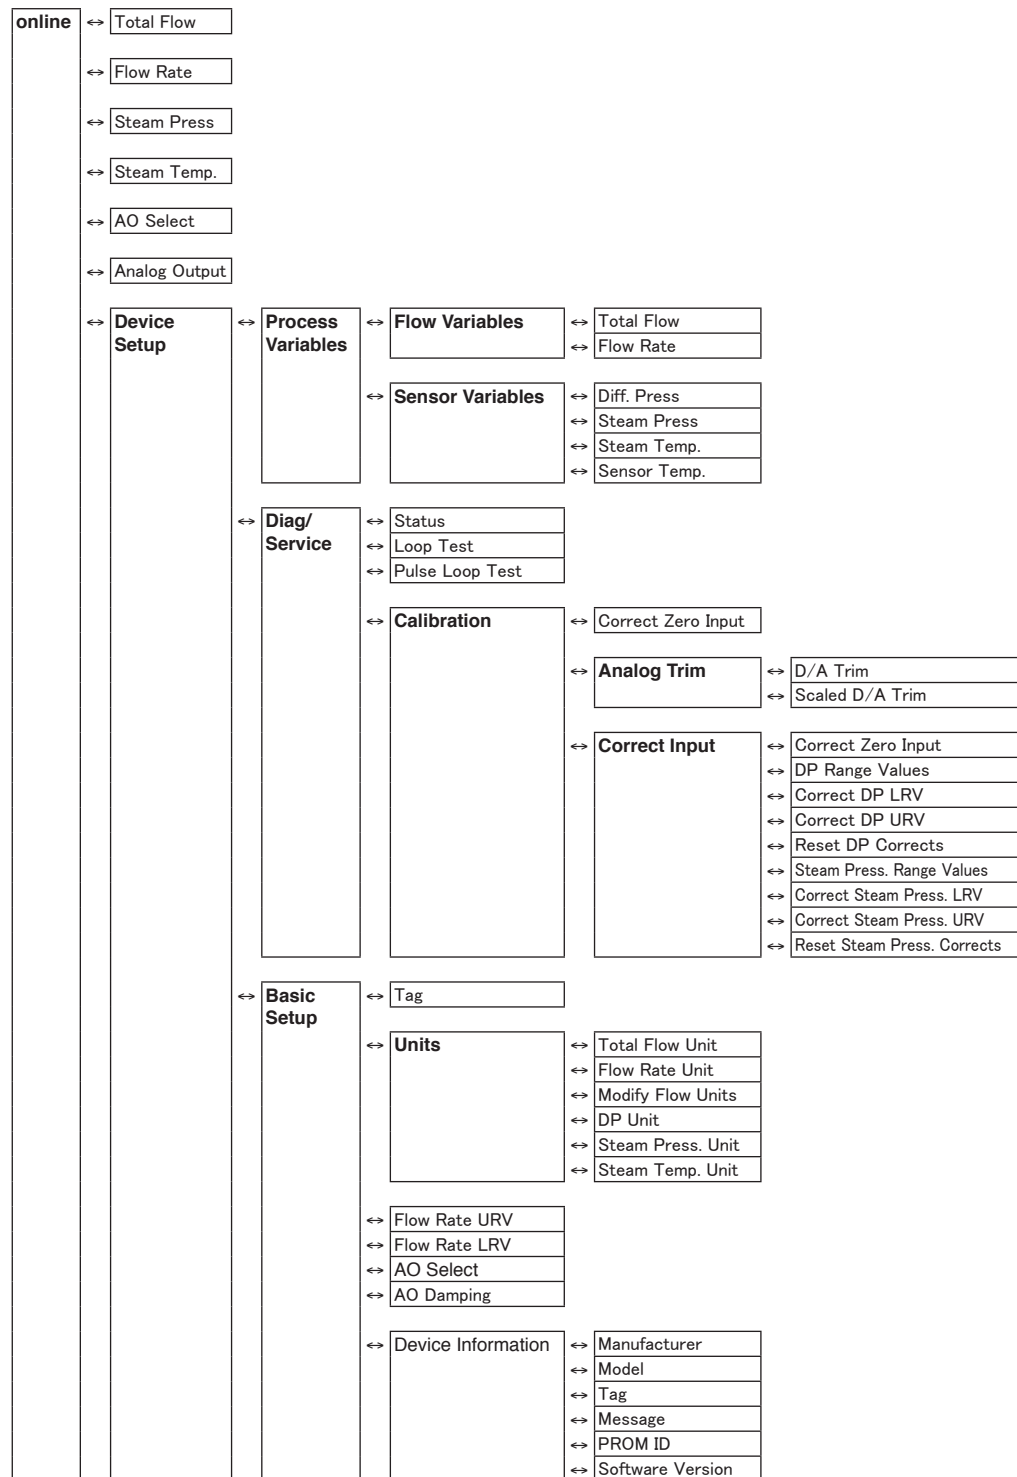 online ↔ Total Flow
↔ Flow Rate
↔ Steam Press
↔ Steam Temp.
↔ AO Select
↔ Analog Output
↔ Device ↔ Process ↔ Flow Variables ↔ Total Flow
Setup Variables ↔ Flow Rate
↔ Sensor Variables ↔ Diff. Press
↔ Steam Press
↔ Steam Temp.
↔ Sensor Temp.
↔ Diag/ ↔ Status
Service ↔ Loop Test
↔ Pulse Loop Test
↔ Calibration ↔ Correct Zero Input
↔ Analog Trim ↔ D/A Trim
↔ Scaled D/A Trim
↔ Correct Input ↔ Correct Zero Input
↔ DP Range Values
↔ Correct DP LRV
↔ Correct DP URV
↔ Reset DP Corrects
↔ Steam Press. Range Values
↔ Correct Steam Press. LRV
↔ Correct Steam Press. URV
↔ Reset Steam Press. Corrects
↔ Basic ↔ Tag
Setup
↔ Units ↔ Total Flow Unit
↔ Flow Rate Unit
↔ Modify Flow Units
↔ DP Unit
↔ Steam Press. Unit
↔ Steam Temp. Unit
↔ Flow Rate URV
↔ Flow Rate LRV
↔ AO Select
↔ AO Damping
↔ Device Information ↔ Manufacturer
↔ Model
↔ Tag
↔ Message
↔ PROM ID
↔ Software Version